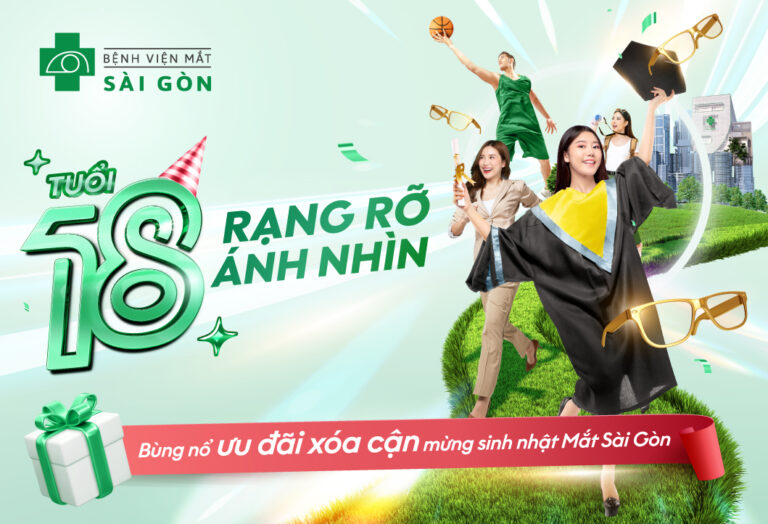 BỆNH VIỆN MẮT
SÀI GÒN
TUỔI
18
RẠNG RỠ
ÁNH NHÌN
Bùng nổ ưu đãi xóa cận mừng sinh nhật Mắt Sài Gòn